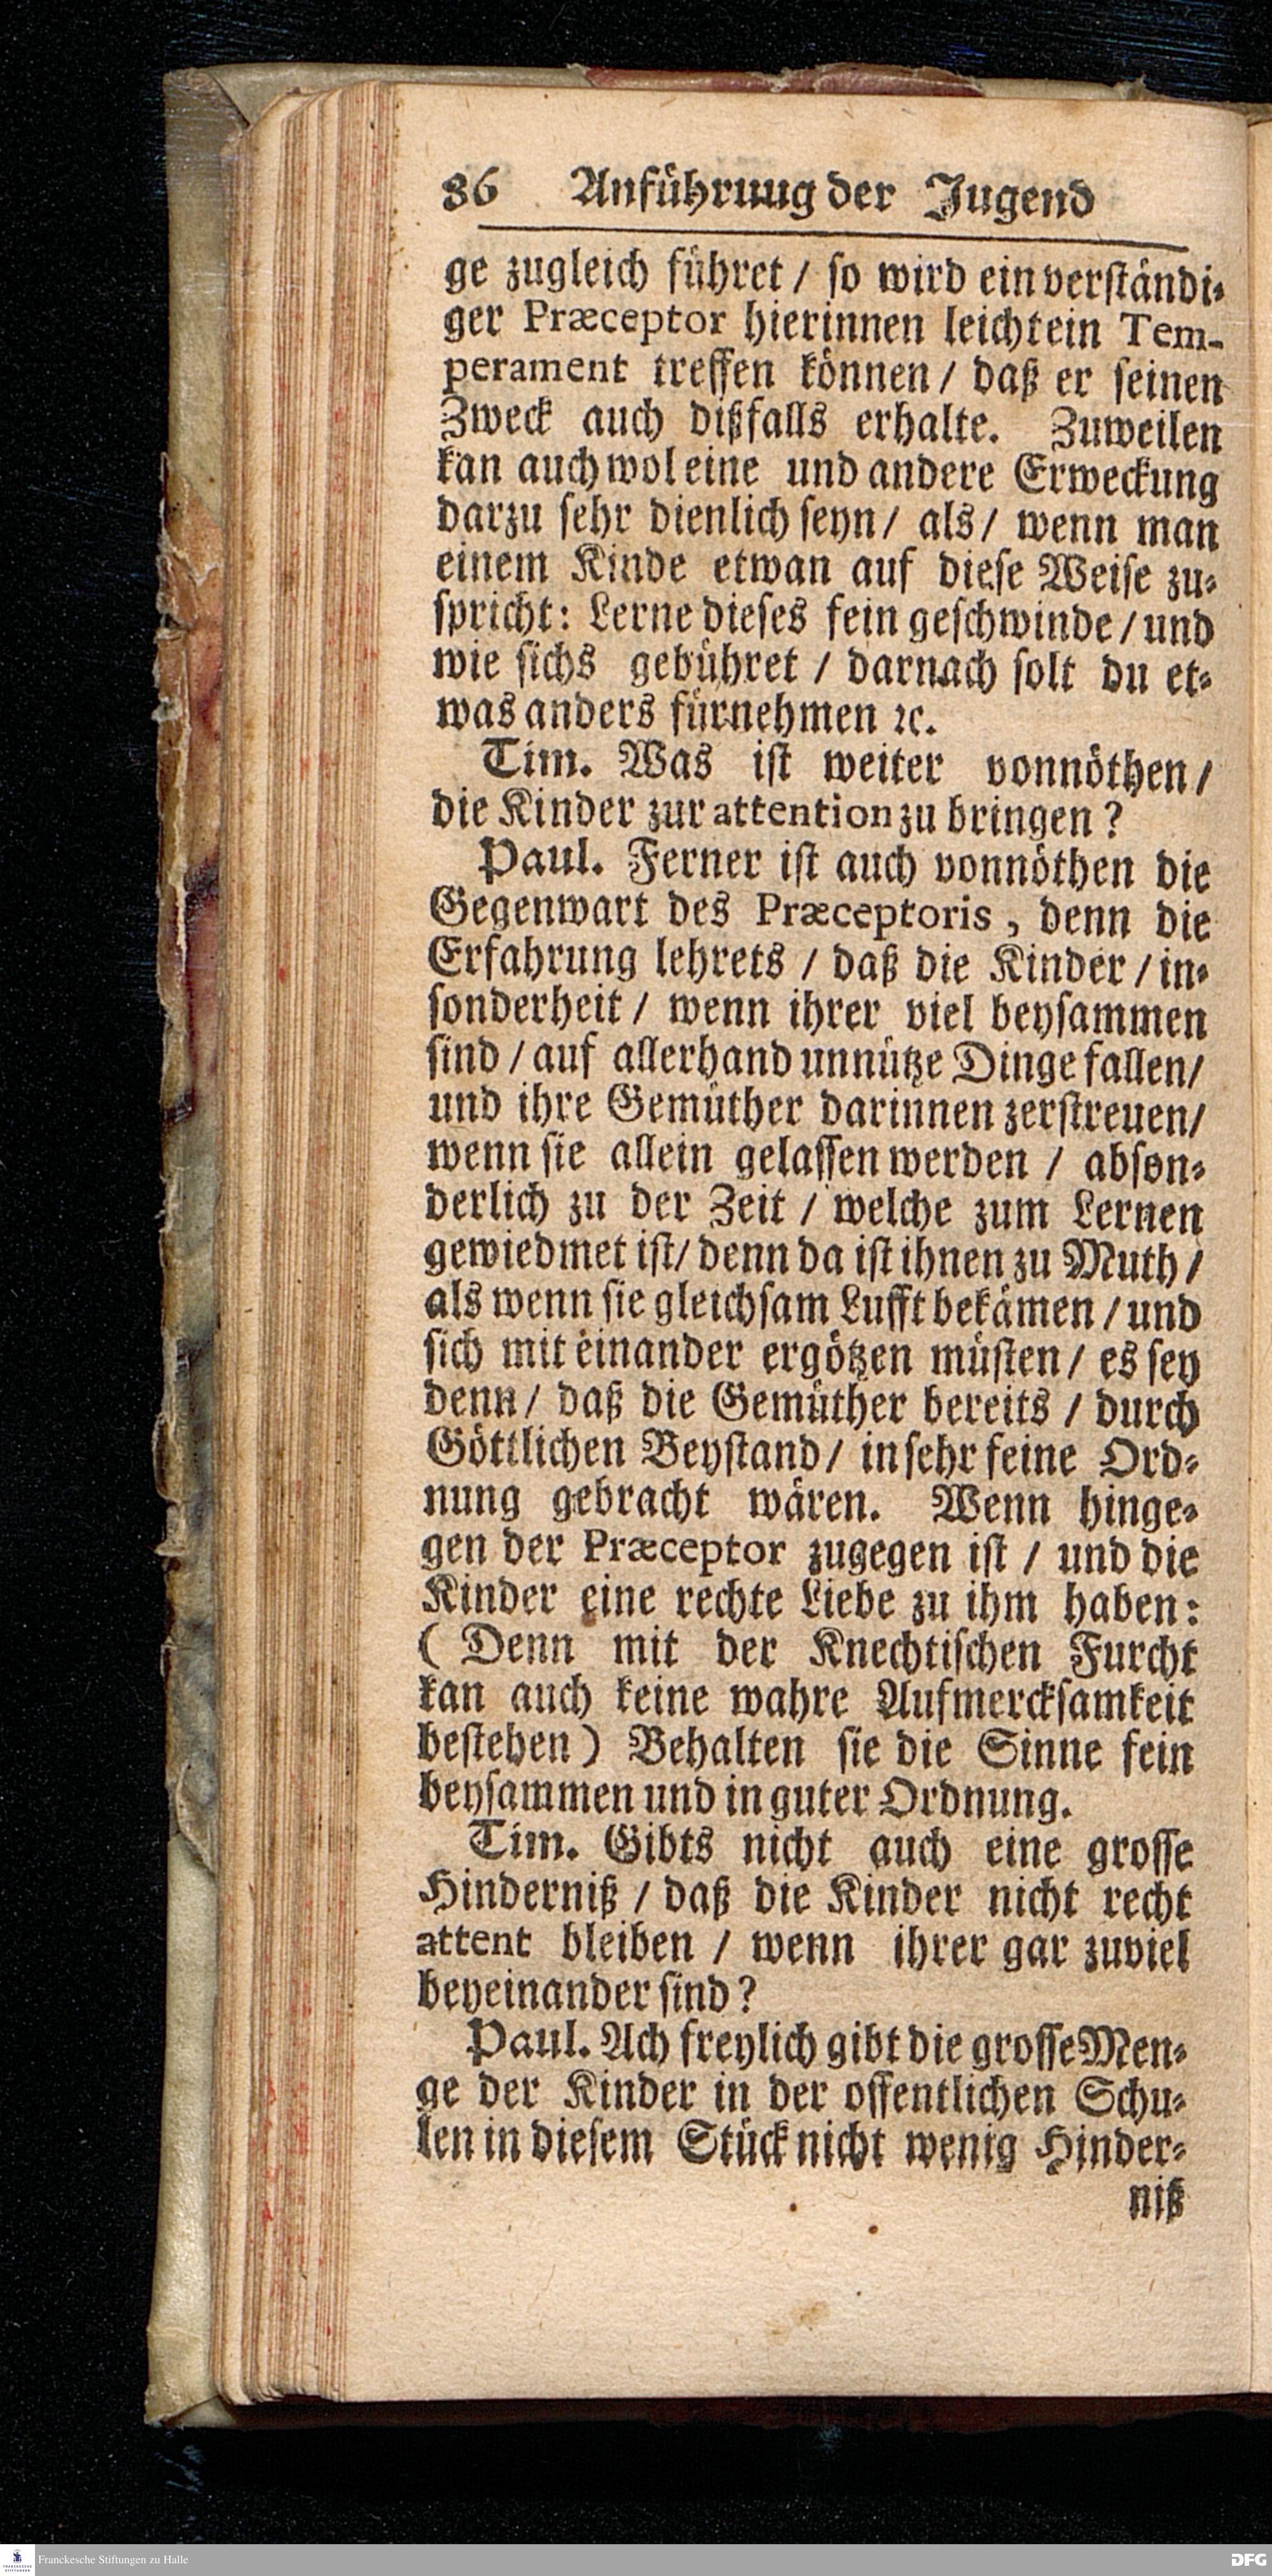 86 Anführuug der Jugend
ge zugleich führet / so wird ein verständi-
ger Præceptor hierinnen leicht ein Tem-
perament treffen können / daß er seinen
Zweck auch dißfalls erhalte. Zuweilen
kan auch wol eine und andere Erweckung
darzu sehr dienlich seyn / als / wenn man
einem Kinde etwan auf diese Weise zu-
spricht: Lerne dieses fein geschwinde / und
wie sichs gebühret / darnach solt du et-
was anders fürnehmen ꝛc.
Tim. Was ist weiter vonnöthen /
die Kinder zur attention zu bringen?
Paul. Ferner ist auch vonnöthen die
Gegenwart des Præceptoris, denn die
Erfahrung lehrets / daß die Kinder / in-
sonderheit / wenn ihrer viel beysammen
sind / auf allerhand unnütze Dinge fallen /
und ihre Gemüther darinnen zerstreuen /
wenn sie allein gelassen werden / abson-
derlich zu der Zeit / welche zum Lernen
gewiedmet ist / denn da ist ihnen zu Muth /
als wenn sie gleichsam Lufft bekämen / und
sich mit einander ergötzen müsten / es sey
denn / daß die Gemüther bereits / durch
Göttlichen Beystand / in sehr feine Ord-
nung gebracht wären. Wenn hinge-
gen der Præceptor zugegen ist / und die
Kinder eine rechte Liebe zu ihm haben:
( Denn mit der Knechtischen Furcht
kan auch keine wahre Aufmercksamkeit
bestehen ) Behalten sie die Sinne fein
beysammen und in guter Ordnung.
Tim. Gibts nicht auch eine grosse
Hinderniß / daß die Kinder nicht recht
attent bleiben / wenn ihrer gar zuviel
beyeinander sind?
Paul. Ach freylich gibt die grosse Men-
ge der Kinder in der offentlichen Schu-
len in diesem Stück nicht wenig Hinder-
niß
Franckesche Stiftungen zu Halle
DFG